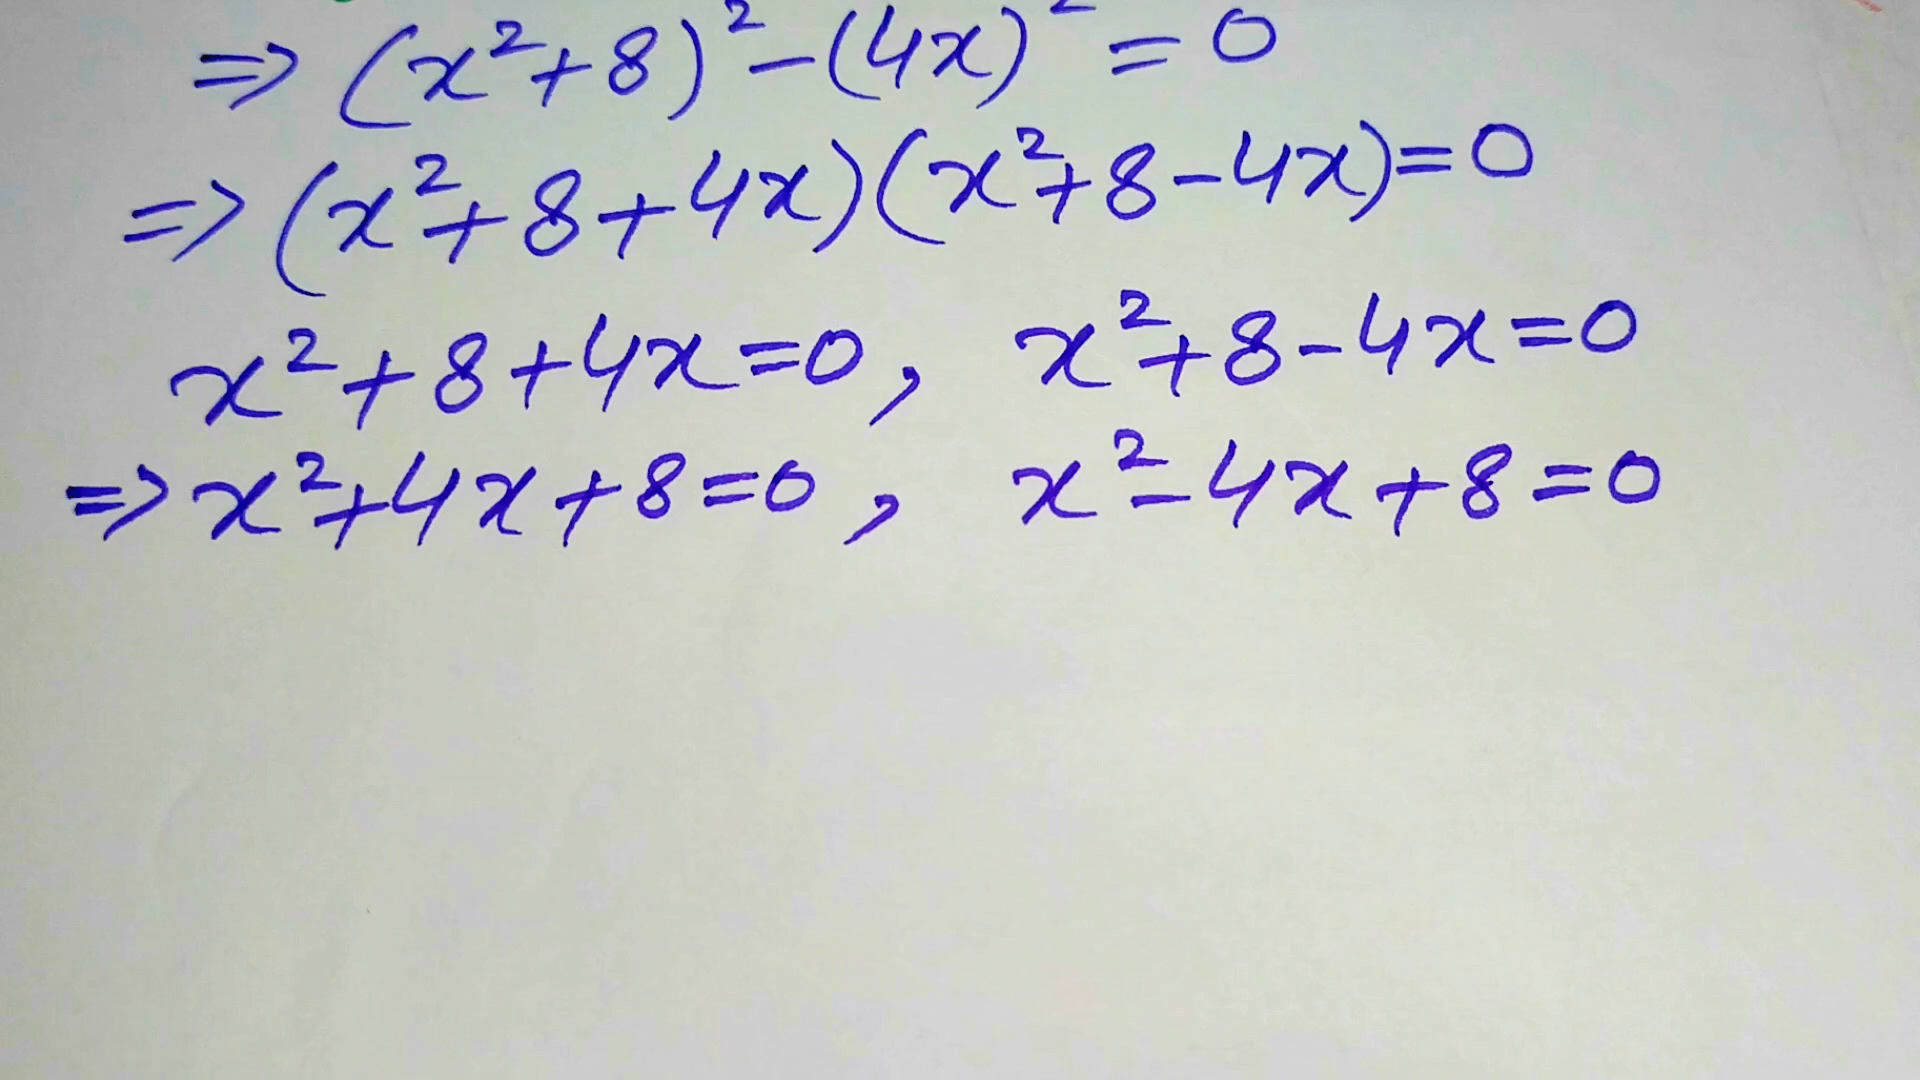 => (x²+8)²-(4x)² = 0
=> (x²+8+4x)(x²+8-4x)=0
x²+8+4x=0, x²+8-4x=0
=> x²+4x+8=0, x²-4x+8=0